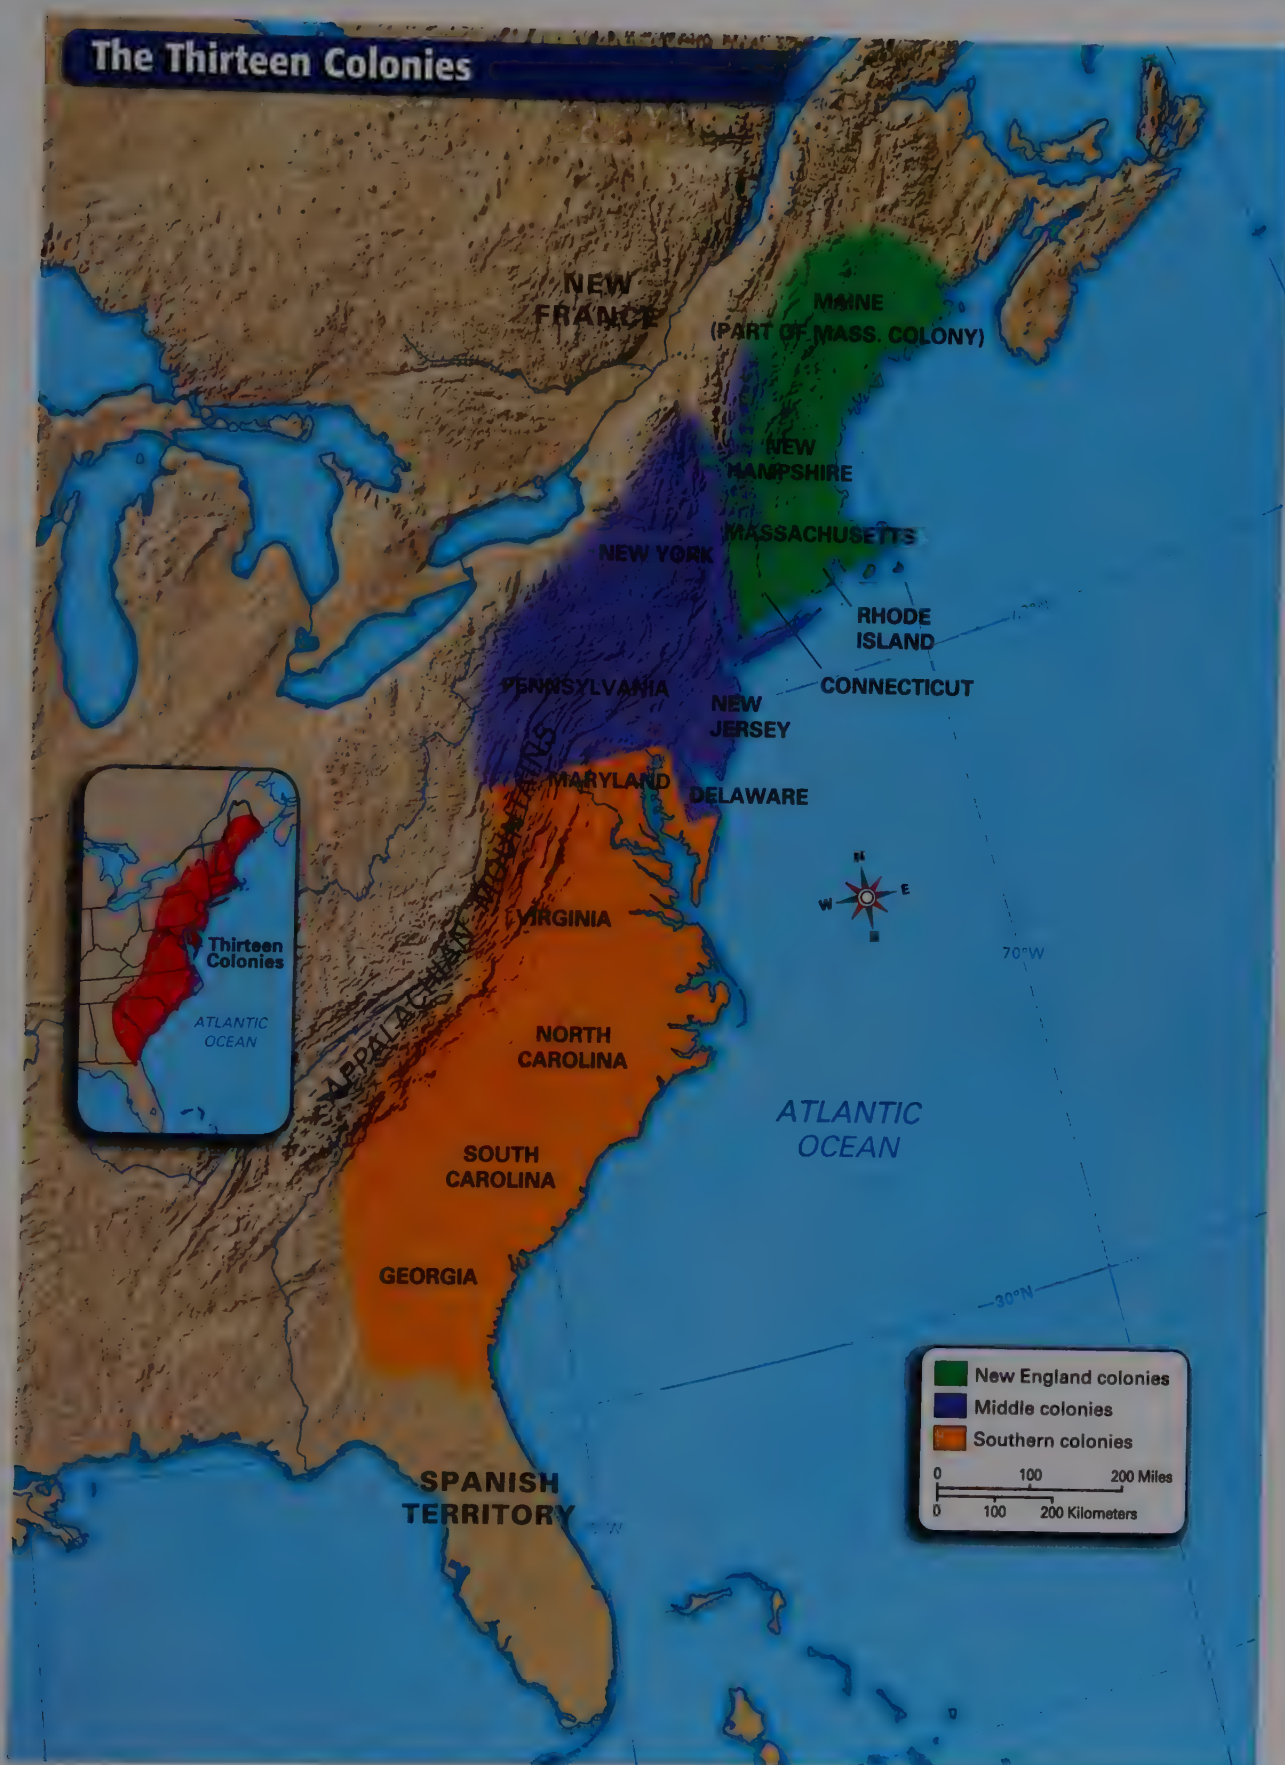 The Thirteen Colonies
NEW
FRANCE
MAINE
(PART OF MASS. COLONY)
NEW
HAMPSHIRE
MASSACHUSETTS
NEW YORK
RHODE
ISLAND
CONNECTICUT
PENNSYLVANIA
NEW
JERSEY
MARYLAND
DELAWARE
APPALACHIAN MOUNTAINS
N
W
E
VIRGINIA
Thirteen
Colonies
ATLANTIC
OCEAN
70°W
NORTH
CAROLINA
ATLANTIC
OCEAN
SOUTH
CAROLINA
GEORGIA
30°N
New England colonies
Middle colonies
Southern colonies
0 100 200 Miles
0 100 200 Kilometers
SPANISH
TERRITORY